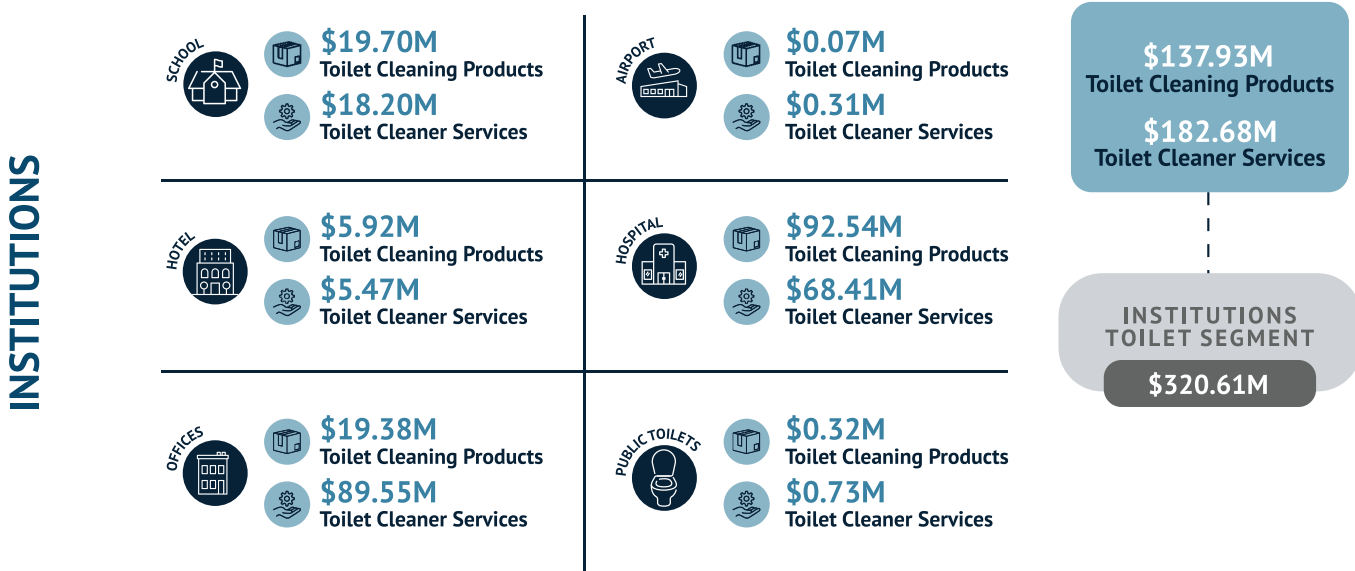 INSTITUTIONS
SCHOOL
$19.70M
Toilet Cleaning Products
$18.20M
Toilet Cleaner Services
AIRPORT
$0.07M
Toilet Cleaning Products
$0.31M
Toilet Cleaner Services
HOTEL
$5.92M
Toilet Cleaning Products
$5.47M
Toilet Cleaner Services
HOSPITAL
$92.54M
Toilet Cleaning Products
$68.41M
Toilet Cleaner Services
OFFICES
$19.38M
Toilet Cleaning Products
$89.55M
Toilet Cleaner Services
PUBLIC TOILETS
$0.32M
Toilet Cleaning Products
$0.73M
Toilet Cleaner Services
$137.93M
Toilet Cleaning Products
$182.68M
Toilet Cleaner Services
INSTITUTIONS
TOILET SEGMENT
$320.61M